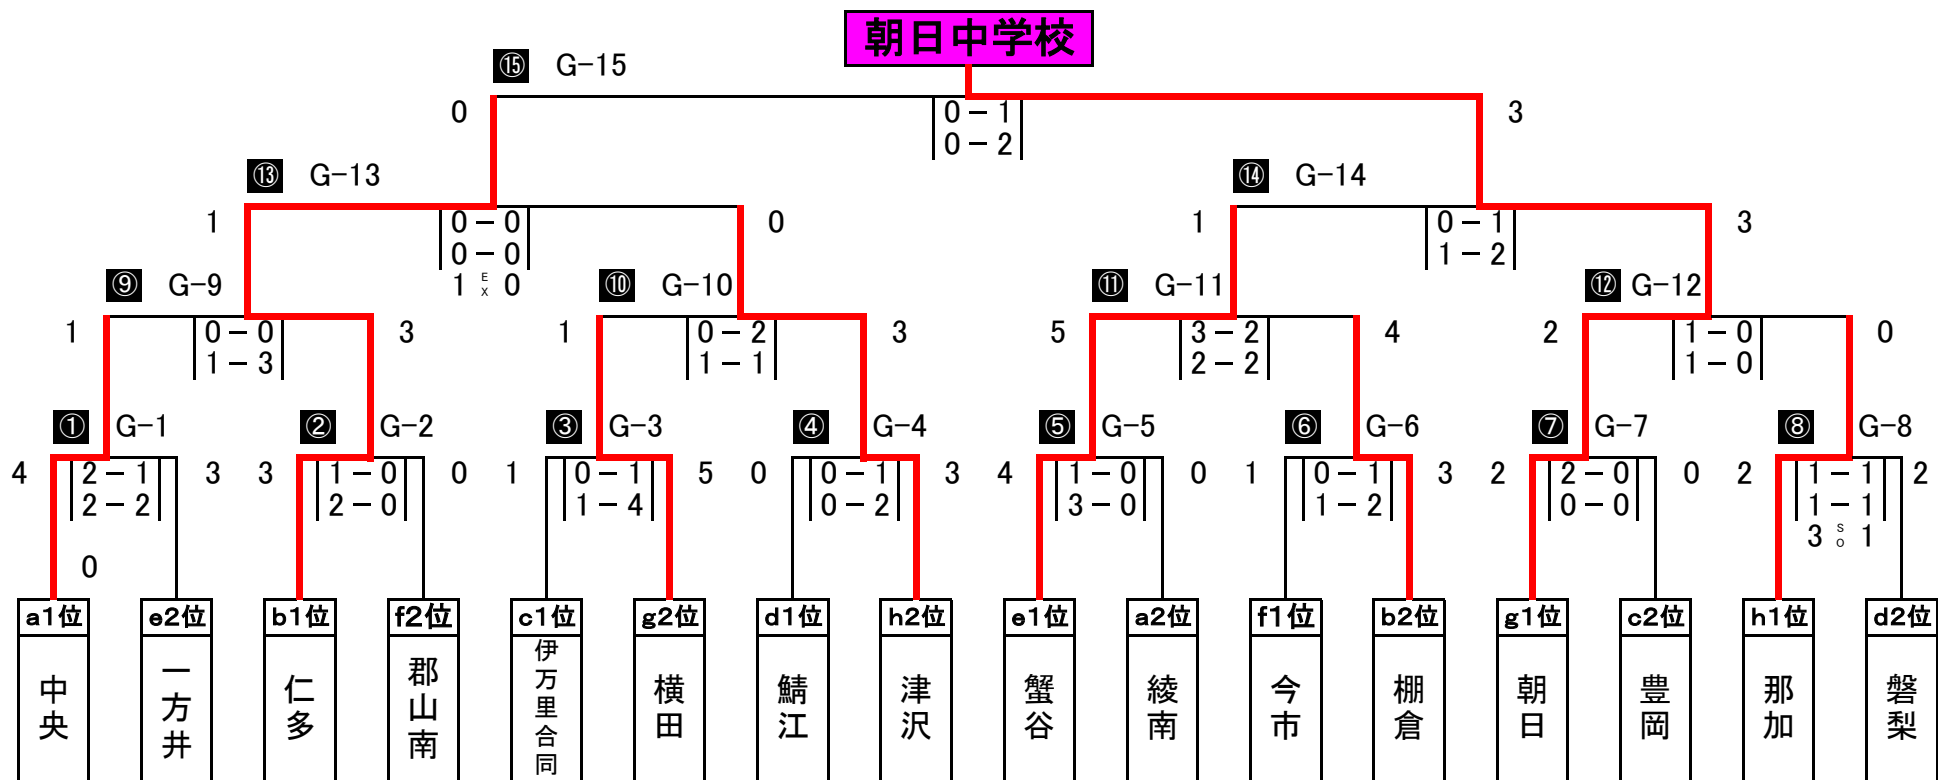 朝日中学校
⑮ G-15
0 0-1 3
0-2
⑬ G-13 ⑭ G-14
1 0-0 0 1 0-1 3
0-0 1-2
1 EX 0
⑨ G-9 ⑩ G-10 ⑪ G-11 ⑫ G-12
1 0-0 3 1 0-2 3 5 3-2 4 2 1-0 0
1-3 1-1 2-2 1-0
① G-1 ② G-2 ③ G-3 ④ G-4 ⑤ G-5 ⑥ G-6 ⑦ G-7 ⑧ G-8
4 2-1 3 3 1-0 0 1 0-1 5 0 0-1 3 4 1-0 0 1 0-1 3 2 2-0 0 2 1-1 2
2-2 2-0 1-4 0-2 3-0 1-2 0-0 1-1
3 SO 1
0
a1位 e2位 b1位 f2位 c1位 g2位 d1位 h2位 e1位 a2位 f1位 b2位 g1位 c2位 h1位 d2位
中央
一方井
仁多
郡山南
伊万里合同
横田
鯖江
津沢
蟹谷
綾南
今市
棚倉
朝日
豊岡
那加
磐梨